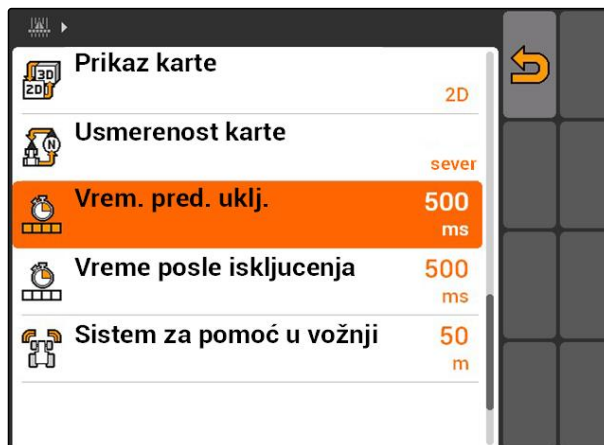 Prikaz karte
2D
Usmerenost karte
sever
Vrem. pred. uklj.
500
ms
Vreme posle iskljucenja
500
ms
Sistem za pomoć u vožnji
50
m